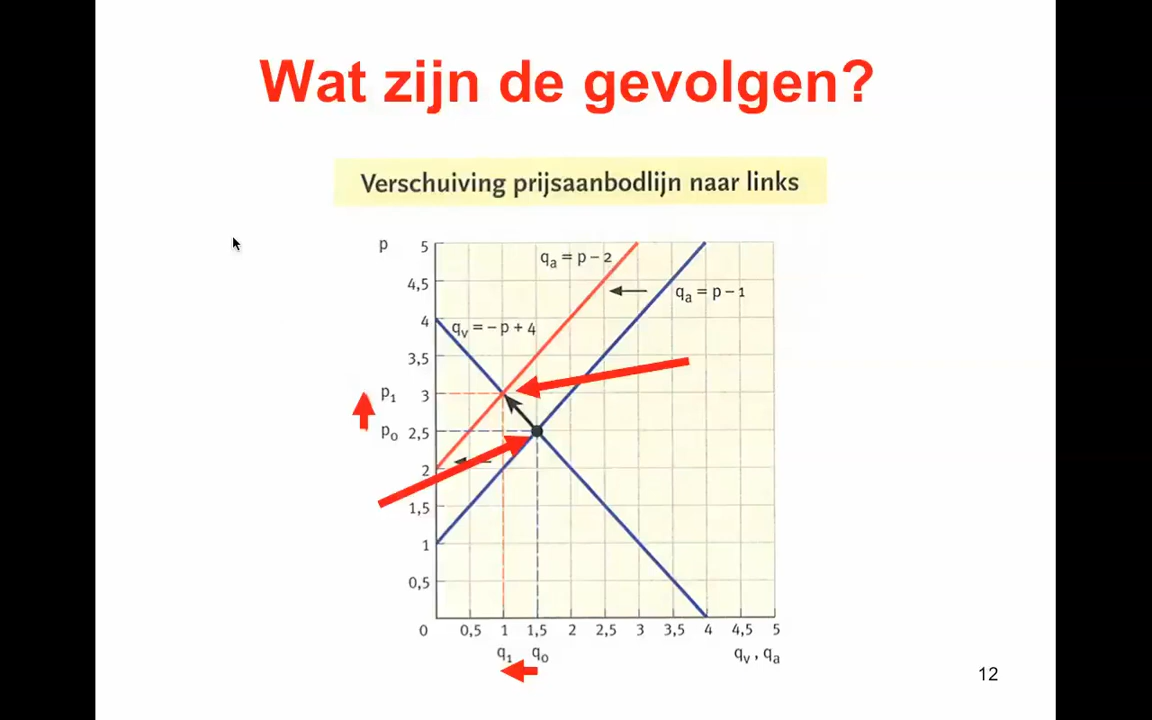 Wat zijn de gevolgen?
Verschuiving prijsaanbodlijn naar links
p
5
qa = p – 2
4,5
qa = p – 1
4
qv = – p + 4
3,5
p1 3
p0 2,5
2
1,5
1
0,5
0 0,5 1 1,5 2 2,5 3 3,5 4 4,5 5
q1 q0 qv , qa
12